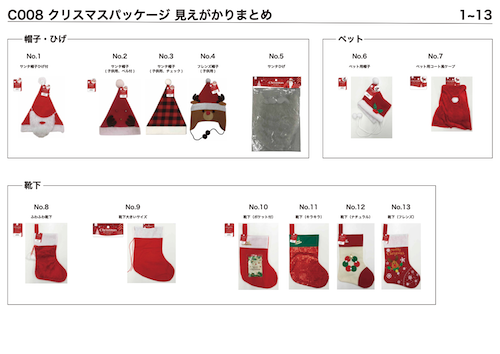 C008 クリスマスパッケージ 見えがかりまとめ
1~13
帽子・ひげ
No.1
サンタ帽子ひげ付
No.2
サンタ帽子
(子供用、ベル付)
No.3
サンタ帽子
(子供用、チェック)
No.4
フレンズ帽子
(子供用)
No.5
サンタひげ
ペット
No.6
ペット用帽子
No.7
ペット用コート風ケープ
靴下
No.8
ふわふわ靴下
No.9
靴下大きいサイズ
No.10
靴下(ポケット付)
No.11
靴下(キラキラ)
No.12
靴下(ナチュラル)
No.13
靴下(フレンズ)
Christmas